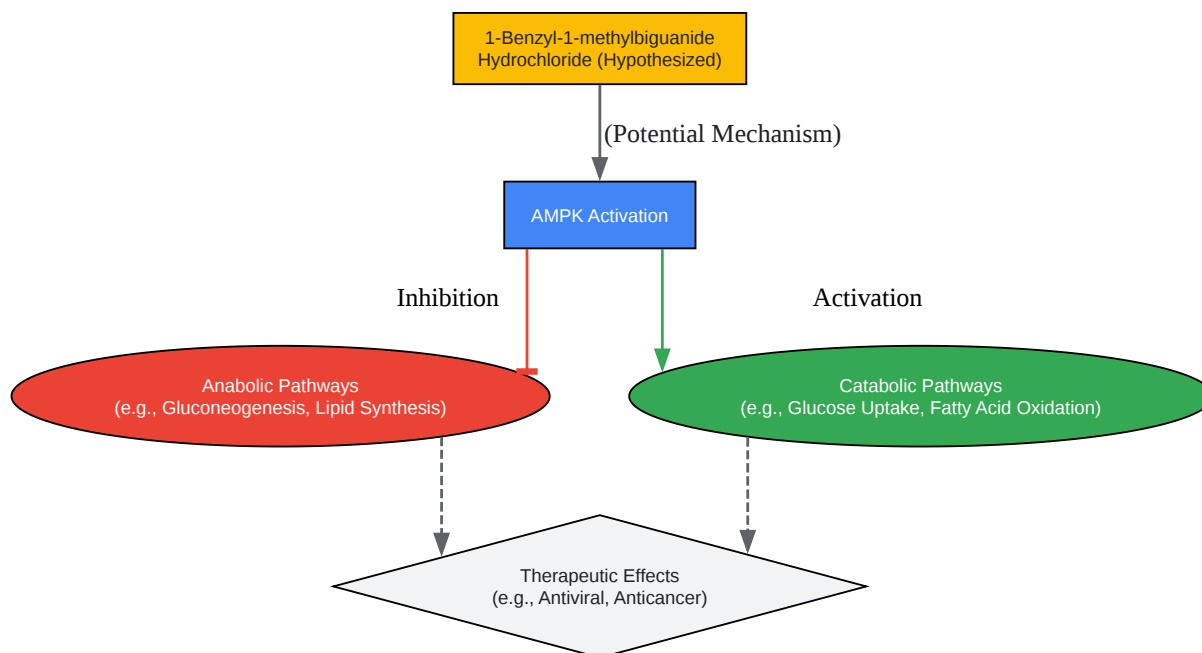 1-Benzyl-1-methylbiguanide
Hydrochloride (Hypothesized)
(Potential Mechanism)
AMPK Activation
Inhibition
Activation
Anabolic Pathways
(e.g., Gluconeogenesis, Lipid Synthesis)
Catabolic Pathways
(e.g., Glucose Uptake, Fatty Acid Oxidation)
Therapeutic Effects
(e.g., Antiviral, Anticancer)